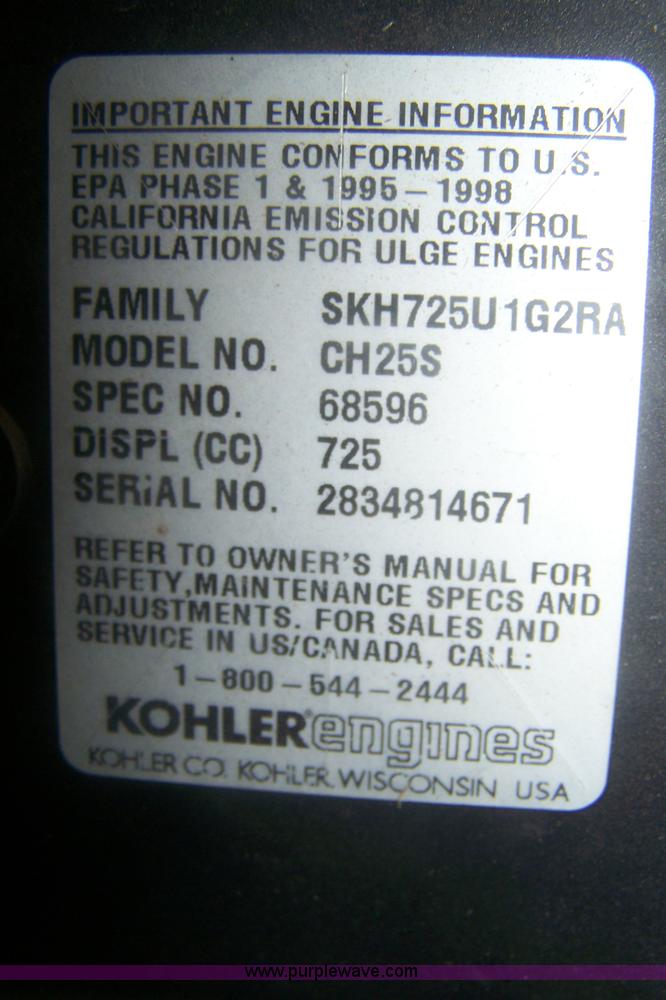 IMPORTANT ENGINE INFORMATION
THIS ENGINE CONFORMS TO U.S.
EPA PHASE 1 & 1995 – 1998
CALIFORNIA EMISSION CONTROL
REGULATIONS FOR ULGE ENGINES
FAMILY SKH725U1G2RA
MODEL NO. CH25S
SPEC NO. 68596
DISPL (CC) 725
SERIAL NO. 2834814671
REFER TO OWNER'S MANUAL FOR
SAFETY,MAINTENANCE SPECS AND
ADJUSTMENTS. FOR SALES AND
SERVICE IN US/CANADA, CALL:
1–800–544–2444
KOHLER® engines
KOHLER CO. KOHLER, WISCONSIN USA
www.purplewave.com